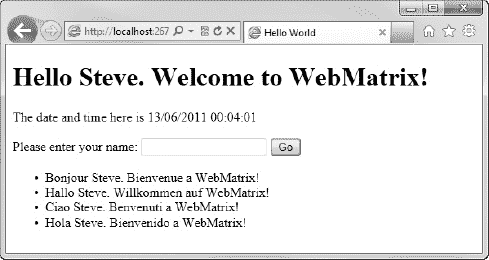 http://localhost:267
Hello World
Hello Steve. Welcome to WebMatrix!
The date and time here is 13/06/2011 00:04:01
Please enter your name:
Go
• Bonjour Steve. Bienvenue a WebMatrix!
• Hallo Steve. Willkommen auf WebMatrix!
• Ciao Steve. Benvenuti a WebMatrix!
• Hola Steve. Bienvenido a WebMatrix!